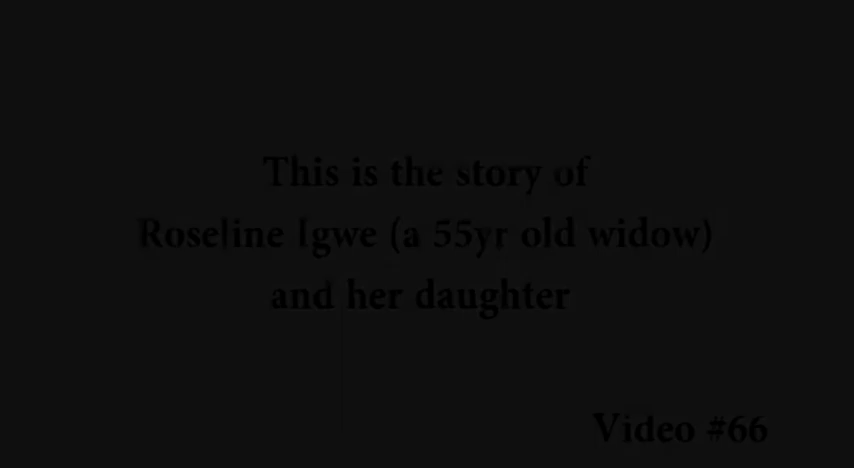 This is the story of
Roseline Igwe (a 55yr old widow)
and her daughter
Video #66